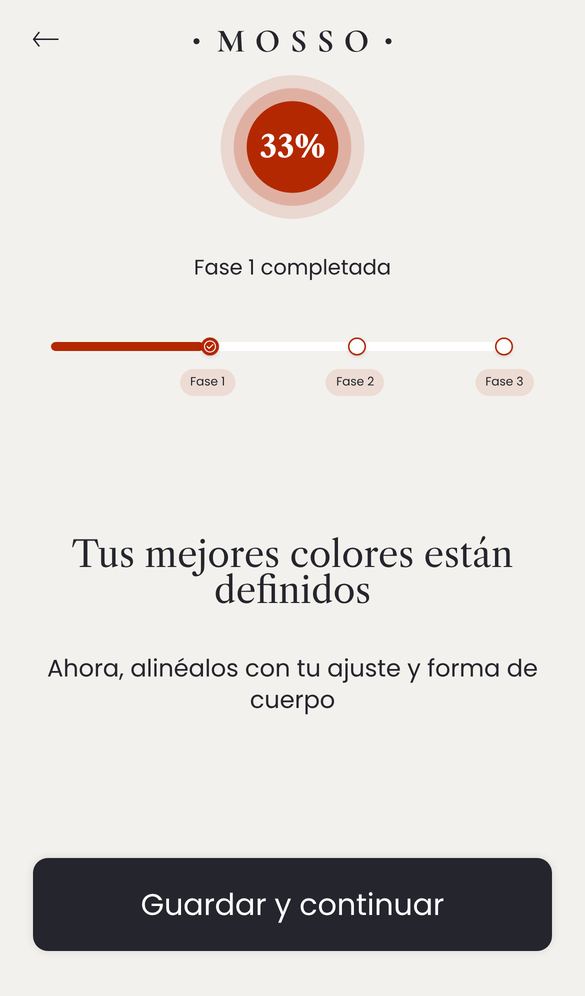 · MOSSO ·
33%
Fase 1 completada
Fase 1
Fase 2
Fase 3
Tus mejores colores están
definidos
Ahora, alinéalos con tu ajuste y forma de
cuerpo
Guardar y continuar